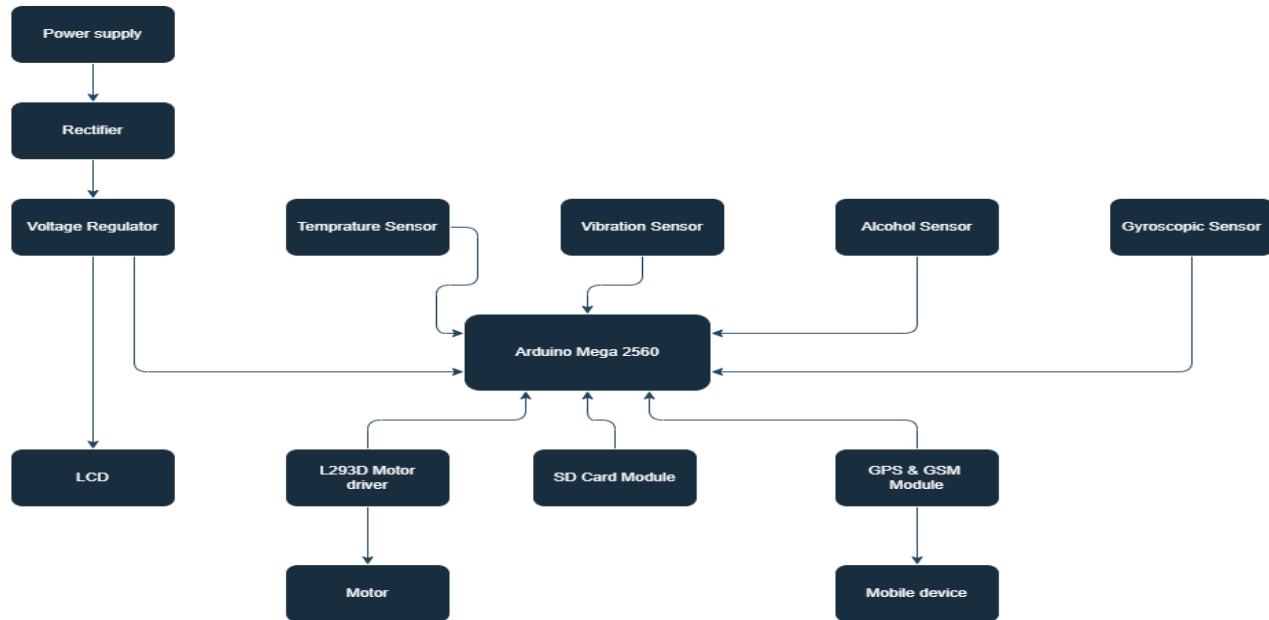 Power supply
Rectifier
Voltage Regulator
Temprature Sensor
Vibration Sensor
Alcohol Sensor
Gyroscopic Sensor
Arduino Mega 2560
LCD
L293D Motor
driver
SD Card Module
GPS & GSM
Module
Motor
Mobile device